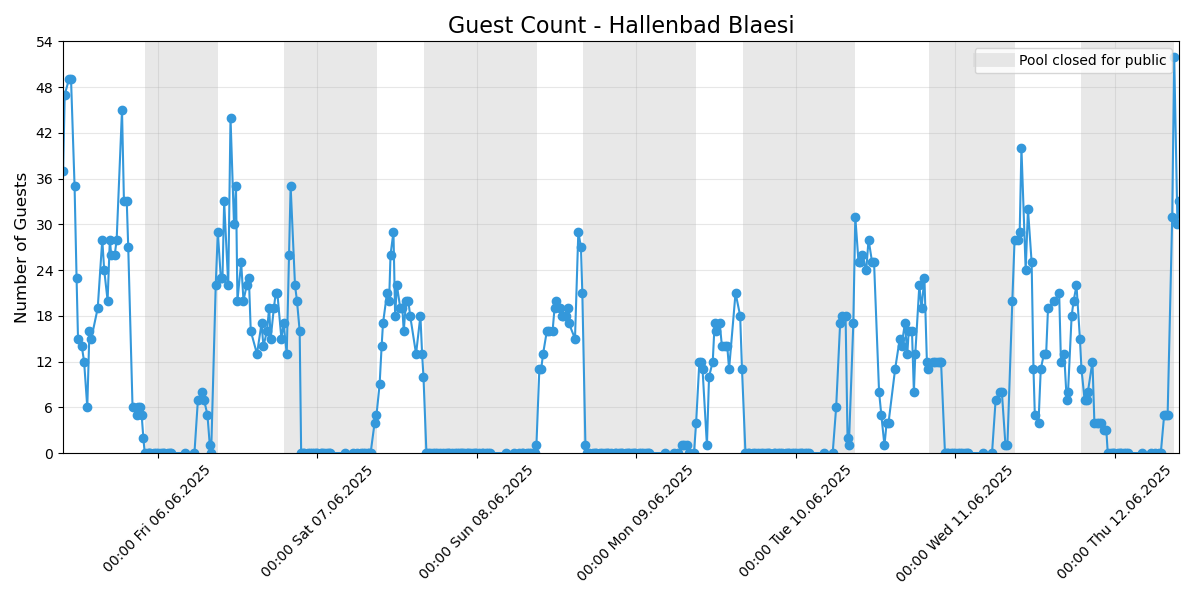 Guest Count - Hallenbad Blaesi
Pool closed for public
Number of Guests
54
48
42
36
30
24
18
12
6
0
00:00 Fri 06.06.2025
00:00 Sat 07.06.2025
00:00 Sun 08.06.2025
00:00 Mon 09.06.2025
00:00 Tue 10.06.2025
00:00 Wed 11.06.2025
00:00 Thu 12.06.2025